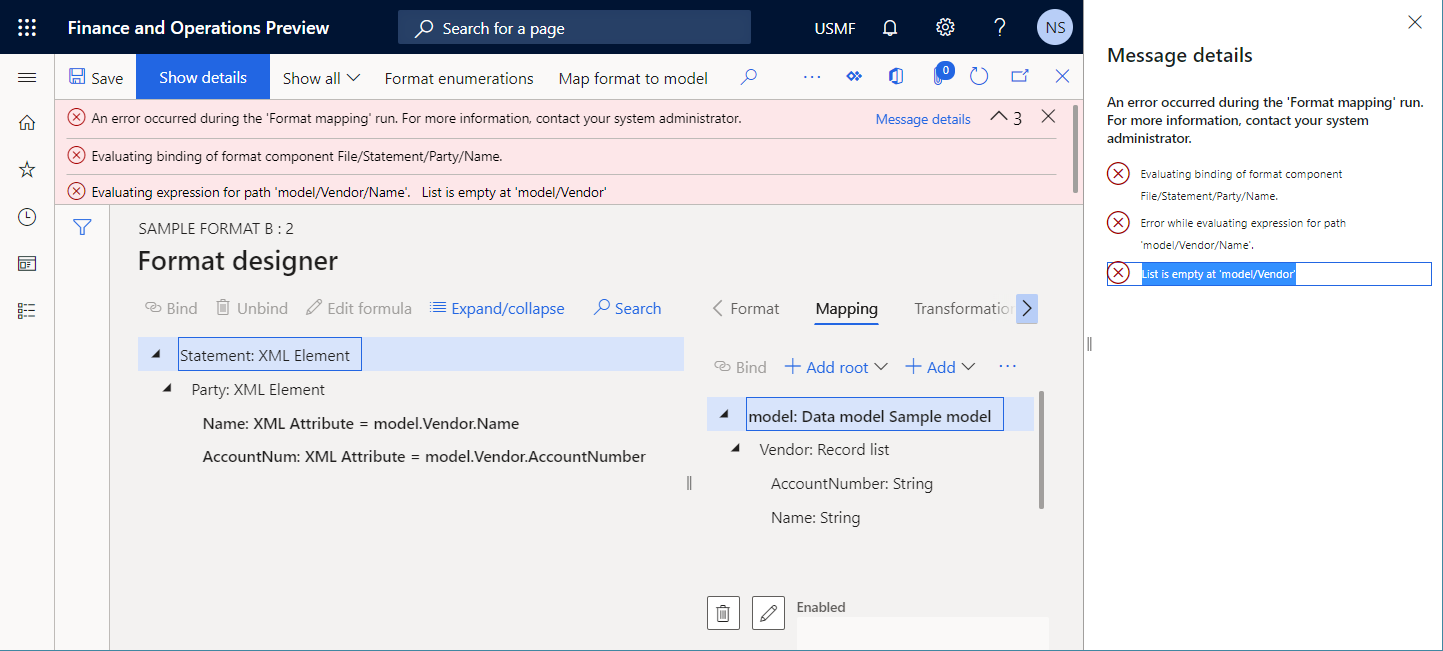 Finance and Operations Preview
Search for a page
USMF
NS
Save
Show details
Show all
Format enumerations
Map format to model
0
An error occurred during the 'Format mapping' run. For more information, contact your system administrator.
Message details
3
Evaluating binding of format component File/Statement/Party/Name.
Evaluating expression for path 'model/Vendor/Name'. List is empty at 'model/Vendor'
SAMPLE FORMAT B : 2
Format designer
Bind
Unbind
Edit formula
Expand/collapse
Search
Statement: XML Element
Party: XML Element
Name: XML Attribute = model.Vendor.Name
AccountNum: XML Attribute = model.Vendor.AccountNumber
Format
Mapping
Transformation
Bind
Add root
Add
model: Data model Sample model
Vendor: Record list
AccountNumber: String
Name: String
Enabled
Message details
An error occurred during the 'Format mapping' run.
For more information, contact your system
administrator.
Evaluating binding of format component
File/Statement/Party/Name.
Error while evaluating expression for path
'model/Vendor/Name'.
List is empty at 'model/Vendor'